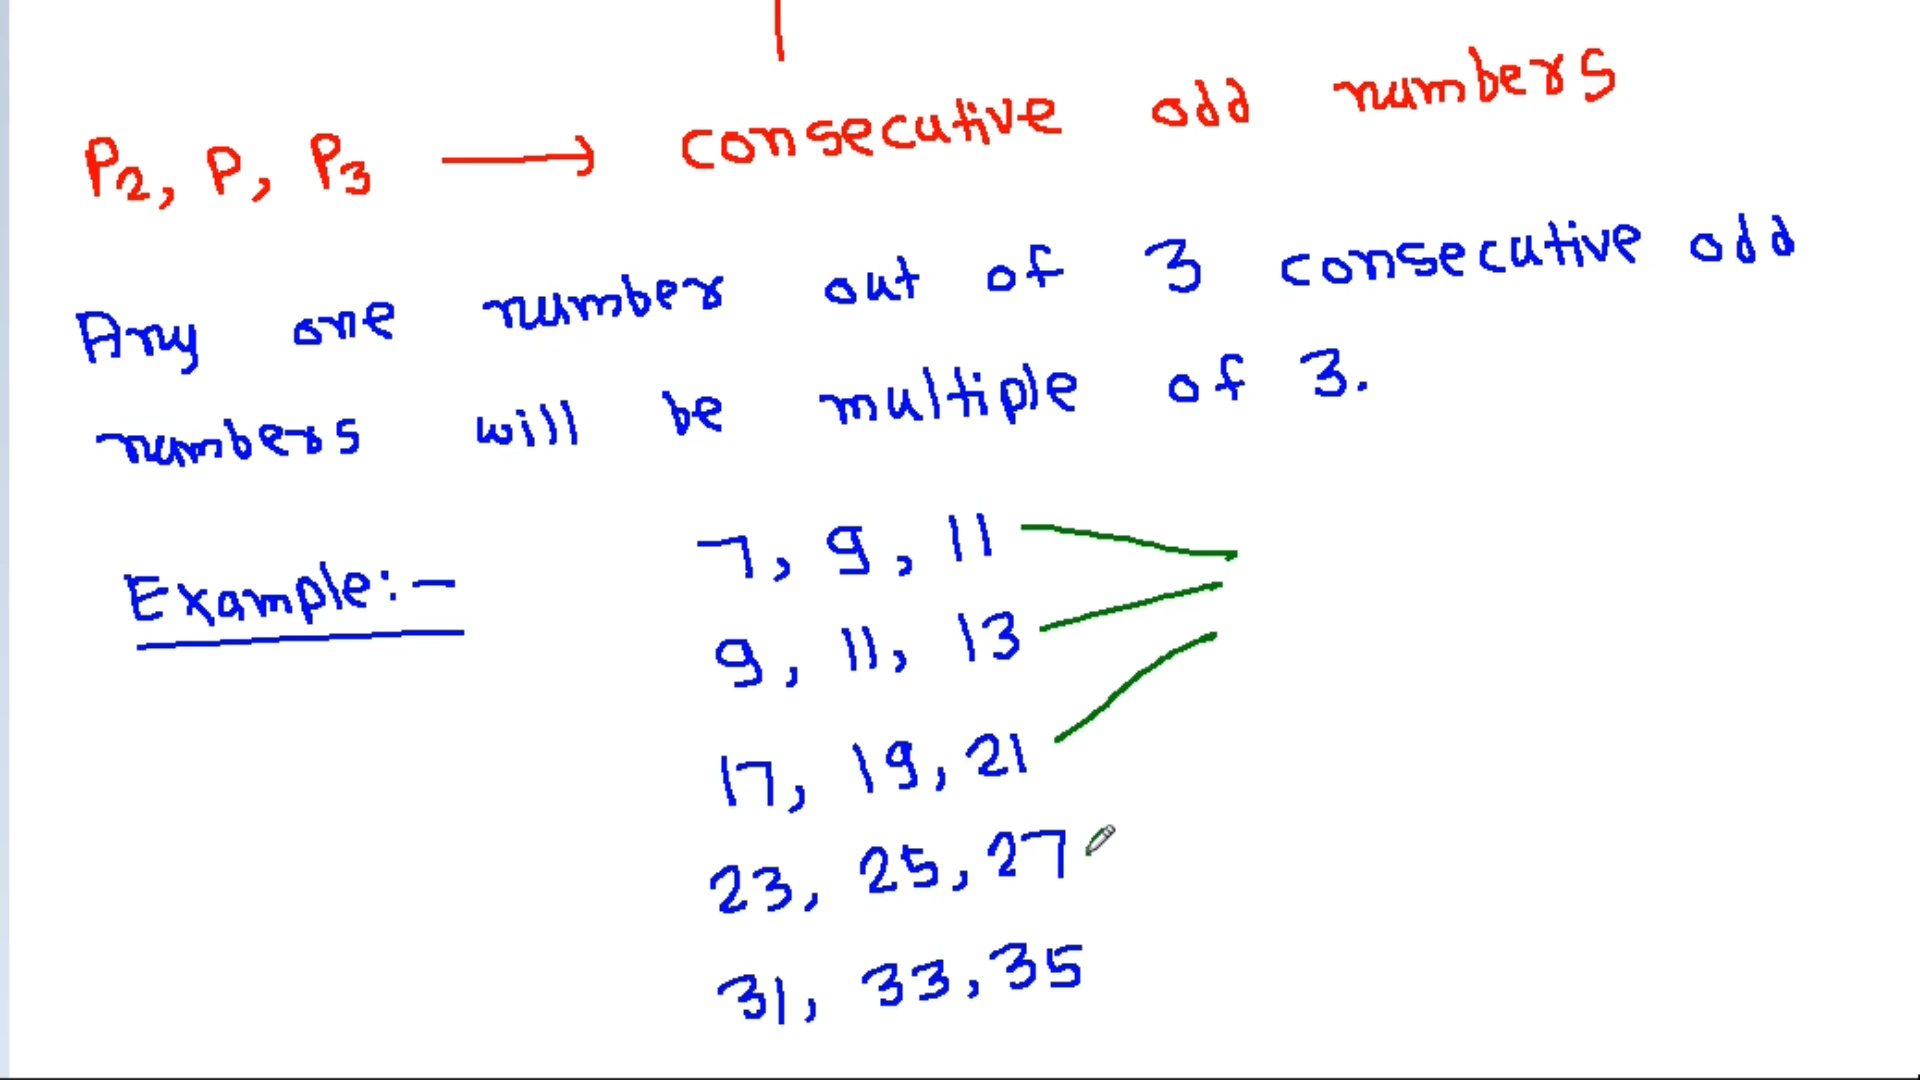 P2, P, P3 → consecutive odd numbers
Any one number out of 3 consecutive odd
numbers will be multiple of 3.
Example:-
7, 9, 11
9, 11, 13
17, 19, 21
23, 25, 27
31, 33, 35